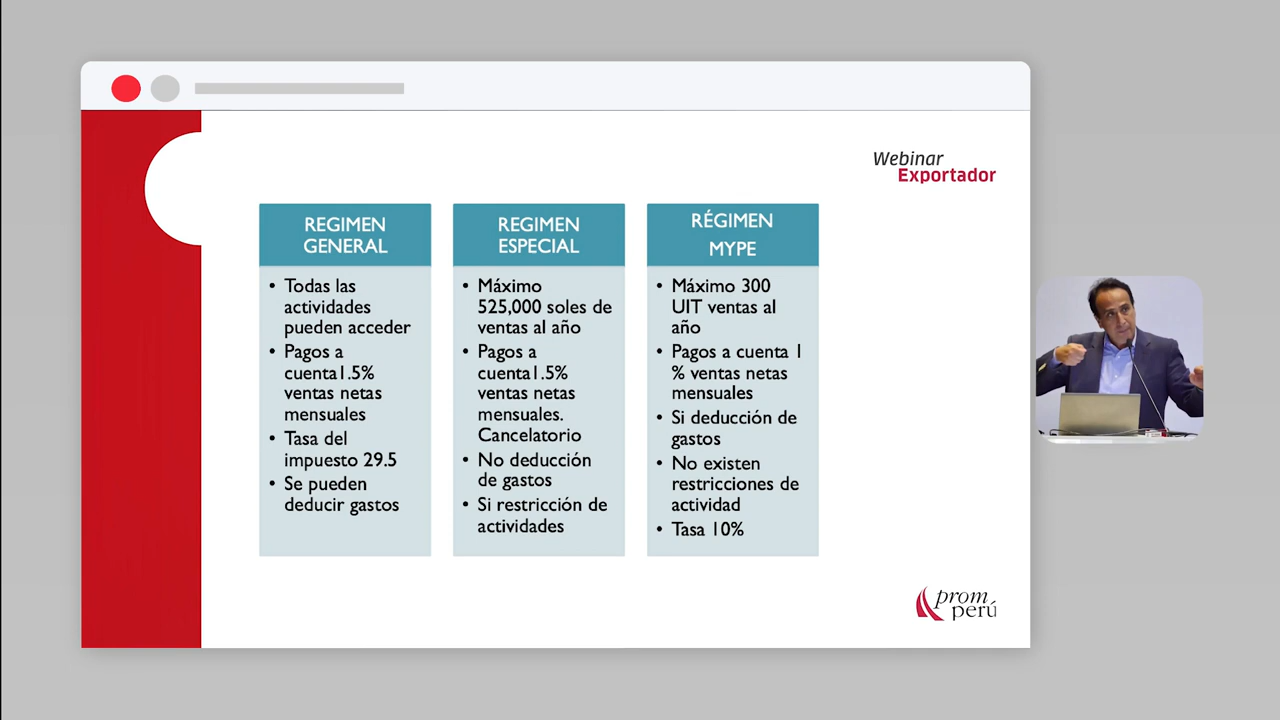 Webinar
Exportador
REGIMEN
GENERAL
• Todas las
actividades
pueden acceder
• Pagos a
cuenta1.5%
ventas netas
mensuales
• Tasa del
impuesto 29.5
• Se pueden
deducir gastos
REGIMEN
ESPECIAL
• Máximo
525,000 soles de
ventas al año
• Pagos a
cuenta1.5%
ventas netas
mensuales.
Cancelatorio
• No deducción
de gastos
• Si restricción de
actividades
RÉGIMEN
MYPE
• Máximo 300
UIT ventas al
año
• Pagos a cuenta 1
% ventas netas
mensuales
• Si deducción de
gastos
• No existen
restricciones de
actividad
• Tasa 10%
prom
perú